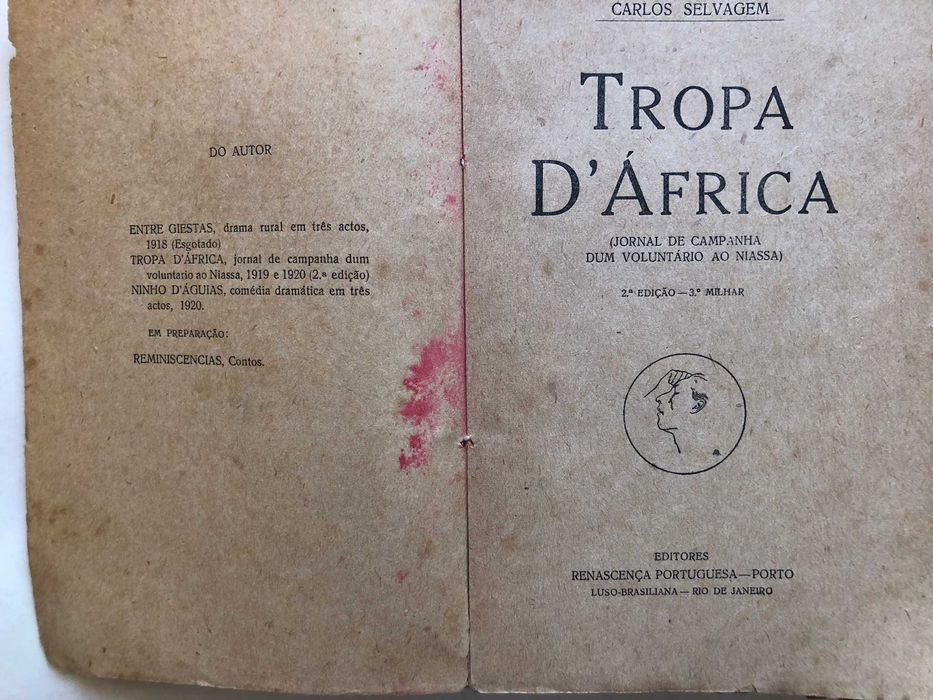 DO AUTOR
ENTRE GIESTAS, drama rural em três actos,
1918 (Esgotado)
TROPA D'ÁFRICA, jornal de campanha dum
voluntario ao Niassa, 1919 e 1920 (2.ª edição)
NINHO D'ÁGUIAS, comédia dramática em três
actos, 1920.
EM PREPARAÇÃO:
REMINISCENCIAS, Contos.
CARLOS SELVAGEM
TROPA
D'ÁFRICA
(JORNAL DE CAMPANHA
DUM VOLUNTÁRIO AO NIASSA)
2.ª EDIÇÃO — 3.º MILHAR
EDITORES
RENASCENÇA PORTUGUESA — PORTO
LUSO-BRASILIANA — RIO DE JANEIRO